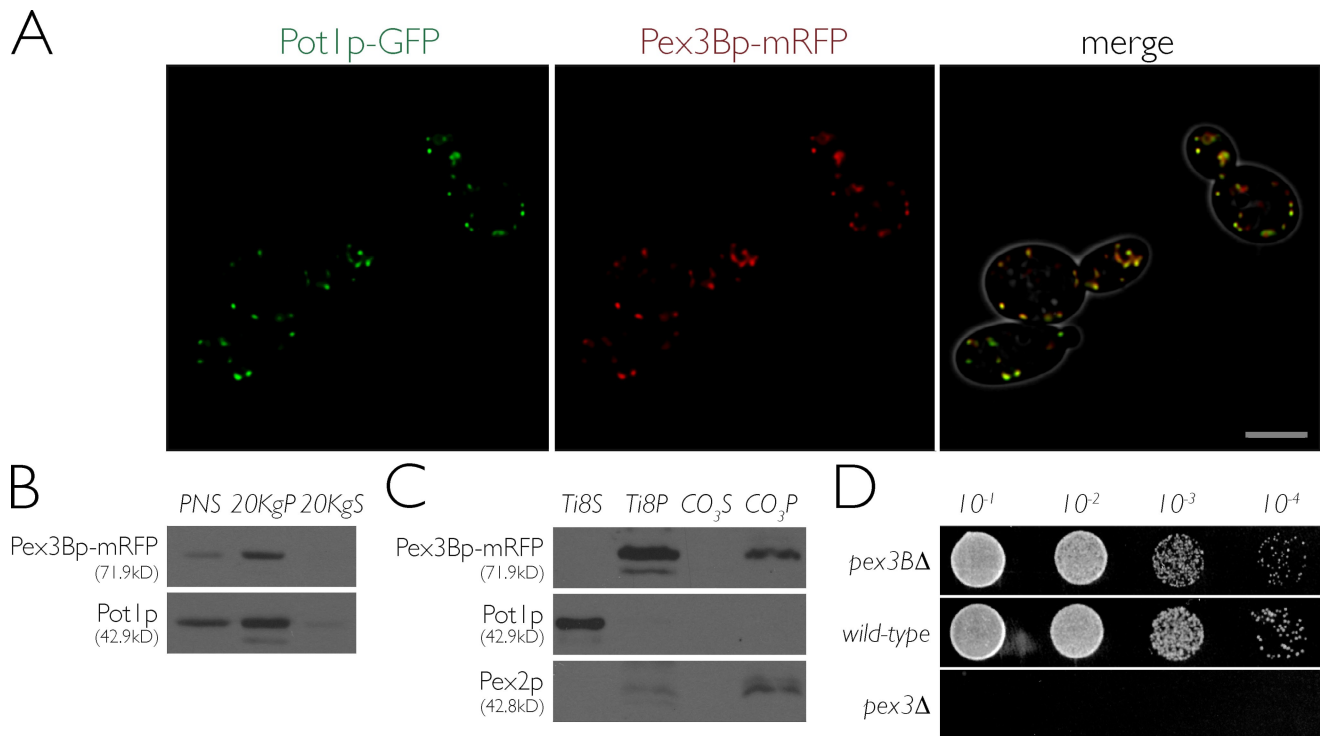 A
Pot1p-GFP Pex3Bp-mRFP merge
B
PNS 20KgP 20KgS
Pex3Bp-mRFP
(71.9kD)
Pot1p
(42.9kD)
C
Ti8S Ti8P CO₃S CO₃P
Pex3Bp-mRFP
(71.9kD)
Pot1p
(42.9kD)
Pex2p
(42.8kD)
D
10⁻¹ 10⁻² 10⁻³ 10⁻⁴
pex3BΔ
wild-type
pex3Δ